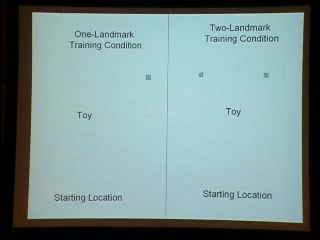 One-Landmark
Training Condition
Toy
Starting Location
Two-Landmark
Training Condition
Toy
Starting Location